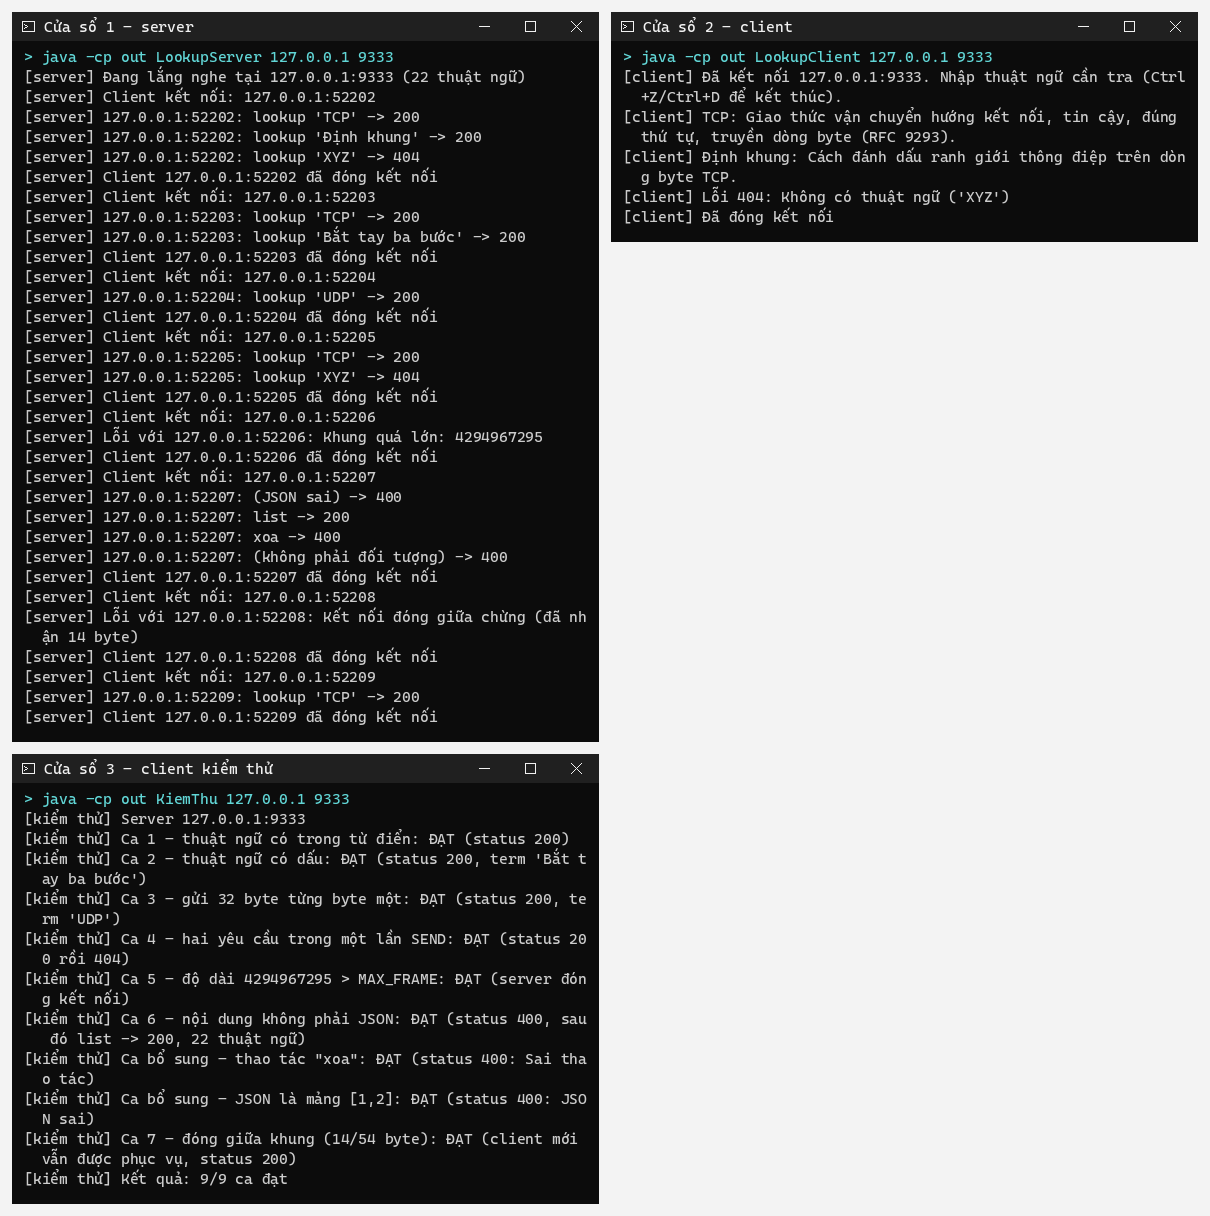 Cửa sổ 1 — server
> java -cp out LookupServer 127.0.0.1 9333
[server] Đang lắng nghe tại 127.0.0.1:9333 (22 thuật ngữ)
[server] Client kết nối: 127.0.0.1:52202
[server] 127.0.0.1:52202: lookup 'TCP' -> 200
[server] 127.0.0.1:52202: lookup 'Định khung' -> 200
[server] 127.0.0.1:52202: lookup 'XYZ' -> 404
[server] Client 127.0.0.1:52202 đã đóng kết nối
[server] Client kết nối: 127.0.0.1:52203
[server] 127.0.0.1:52203: lookup 'TCP' -> 200
[server] 127.0.0.1:52203: lookup 'Bắt tay ba bước' -> 200
[server] Client 127.0.0.1:52203 đã đóng kết nối
[server] Client kết nối: 127.0.0.1:52204
[server] 127.0.0.1:52204: lookup 'UDP' -> 200
[server] Client 127.0.0.1:52204 đã đóng kết nối
[server] Client kết nối: 127.0.0.1:52205
[server] 127.0.0.1:52205: lookup 'TCP' -> 200
[server] 127.0.0.1:52205: lookup 'XYZ' -> 404
[server] Client 127.0.0.1:52205 đã đóng kết nối
[server] Client kết nối: 127.0.0.1:52206
[server] Lỗi với 127.0.0.1:52206: Khung quá lớn: 4294967295
[server] Client 127.0.0.1:52206 đã đóng kết nối
[server] Client kết nối: 127.0.0.1:52207
[server] 127.0.0.1:52207: (JSON sai) -> 400
[server] 127.0.0.1:52207: list -> 200
[server] 127.0.0.1:52207: xoa -> 400
[server] 127.0.0.1:52207: (không phải đối tượng) -> 400
[server] Client 127.0.0.1:52207 đã đóng kết nối
[server] Client kết nối: 127.0.0.1:52208
[server] Lỗi với 127.0.0.1:52208: Kết nối đóng giữa chừng (đã nh
ận 14 byte)
[server] Client 127.0.0.1:52208 đã đóng kết nối
[server] Client kết nối: 127.0.0.1:52209
[server] 127.0.0.1:52209: lookup 'TCP' -> 200
[server] Client 127.0.0.1:52209 đã đóng kết nối
Cửa sổ 2 — client
> java -cp out LookupClient 127.0.0.1 9333
[client] Đã kết nối 127.0.0.1:9333. Nhập thuật ngữ cần tra (Ctrl
+Z/Ctrl+D để kết thúc).
[client] TCP: Giao thức vận chuyển hướng kết nối, tin cậy, đúng
thứ tự, truyền dòng byte (RFC 9293).
[client] Định khung: Cách đánh dấu ranh giới thông điệp trên dòn
g byte TCP.
[client] Lỗi 404: Không có thuật ngữ ('XYZ')
[client] Đã đóng kết nối
Cửa sổ 3 — client kiểm thử
> java -cp out KiemThu 127.0.0.1 9333
[kiểm thử] Server 127.0.0.1:9333
[kiểm thử] Ca 1 — thuật ngữ có trong từ điển: ĐẠT (status 200)
[kiểm thử] Ca 2 — thuật ngữ có dấu: ĐẠT (status 200, term 'Bắt t
ay ba bước')
[kiểm thử] Ca 3 — gửi 32 byte từng byte một: ĐẠT (status 200, te
rm 'UDP')
[kiểm thử] Ca 4 — hai yêu cầu trong một lần SEND: ĐẠT (status 20
0 rồi 404)
[kiểm thử] Ca 5 — độ dài 4294967295 > MAX_FRAME: ĐẠT (server đón
g kết nối)
[kiểm thử] Ca 6 — nội dung không phải JSON: ĐẠT (status 400, sau
đó list -> 200, 22 thuật ngữ)
[kiểm thử] Ca bổ sung — thao tác "xoa": ĐẠT (status 400: Sai tha
o tác)
[kiểm thử] Ca bổ sung — JSON là mảng [1,2]: ĐẠT (status 400: JSO
N sai)
[kiểm thử] Ca 7 — đóng giữa khung (14/54 byte): ĐẠT (client mới
vẫn được phục vụ, status 200)
[kiểm thử] Kết quả: 9/9 ca đạt